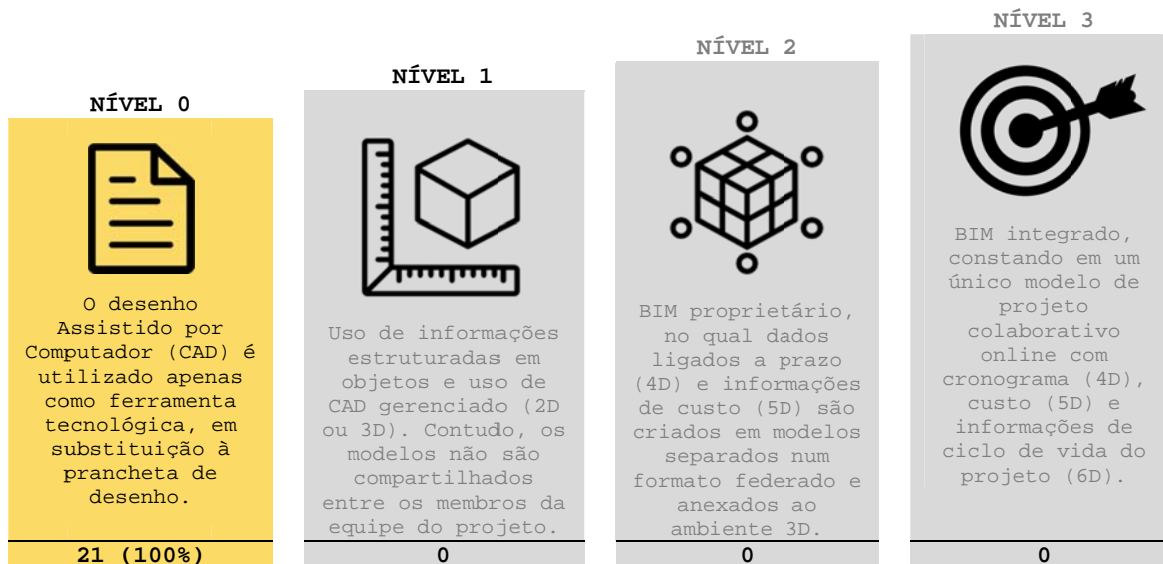 NÍVEL 0
O desenho
Assistido por
Computador (CAD) é
utilizado apenas
como ferramenta
tecnológica, em
substituição à
prancheta de
desenho.
21 (100%)
NÍVEL 1
Uso de informações
estruturadas em
objetos e uso de
CAD gerenciado (2D
ou 3D). Contudo, os
modelos não são
compartilhados
entre os membros da
equipe do projeto.
0
NÍVEL 2
BIM proprietário,
no qual dados
ligados a prazo
(4D) e informações
de custo (5D) são
criados em modelos
separados num
formato federado e
anexados ao
ambiente 3D.
0
NÍVEL 3
BIM integrado,
constando em um
único modelo de
projeto
colaborativo
online com
cronograma (4D),
custo (5D) e
informações de
ciclo de vida do
projeto (6D).
0